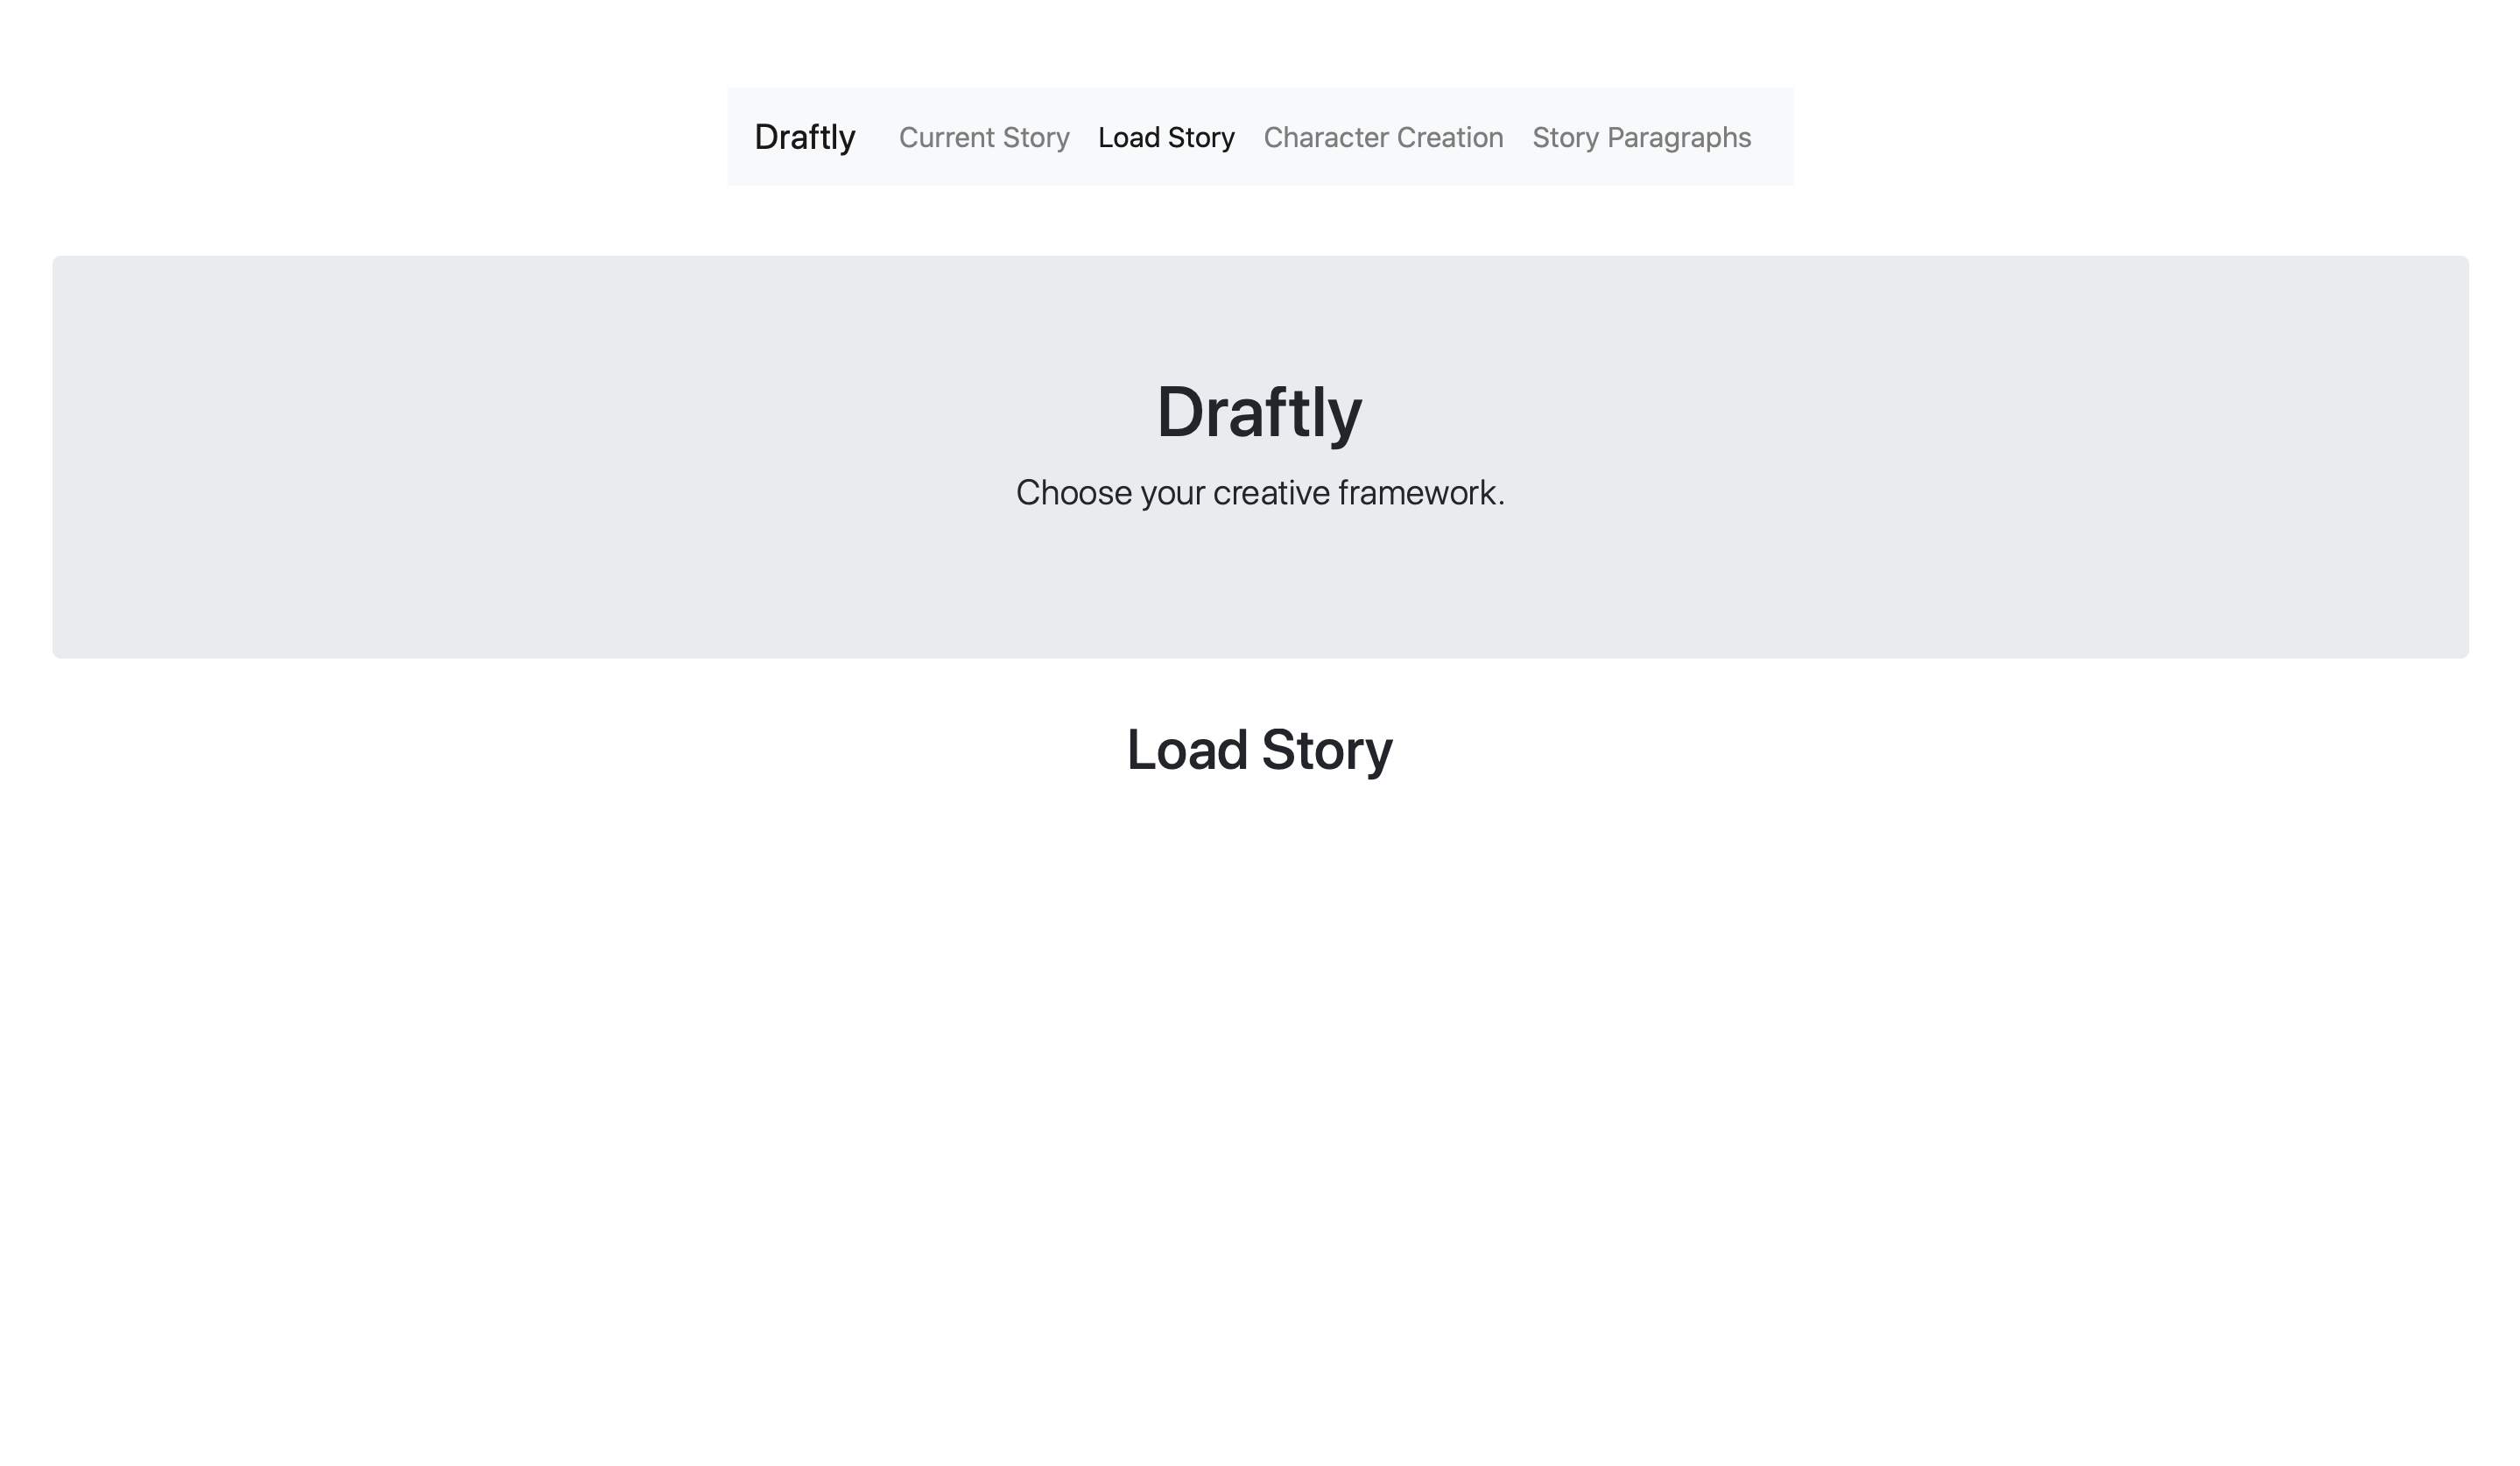 Draftly Current Story Load Story Character Creation Story Paragraphs
Draftly
Choose your creative framework.
Load Story